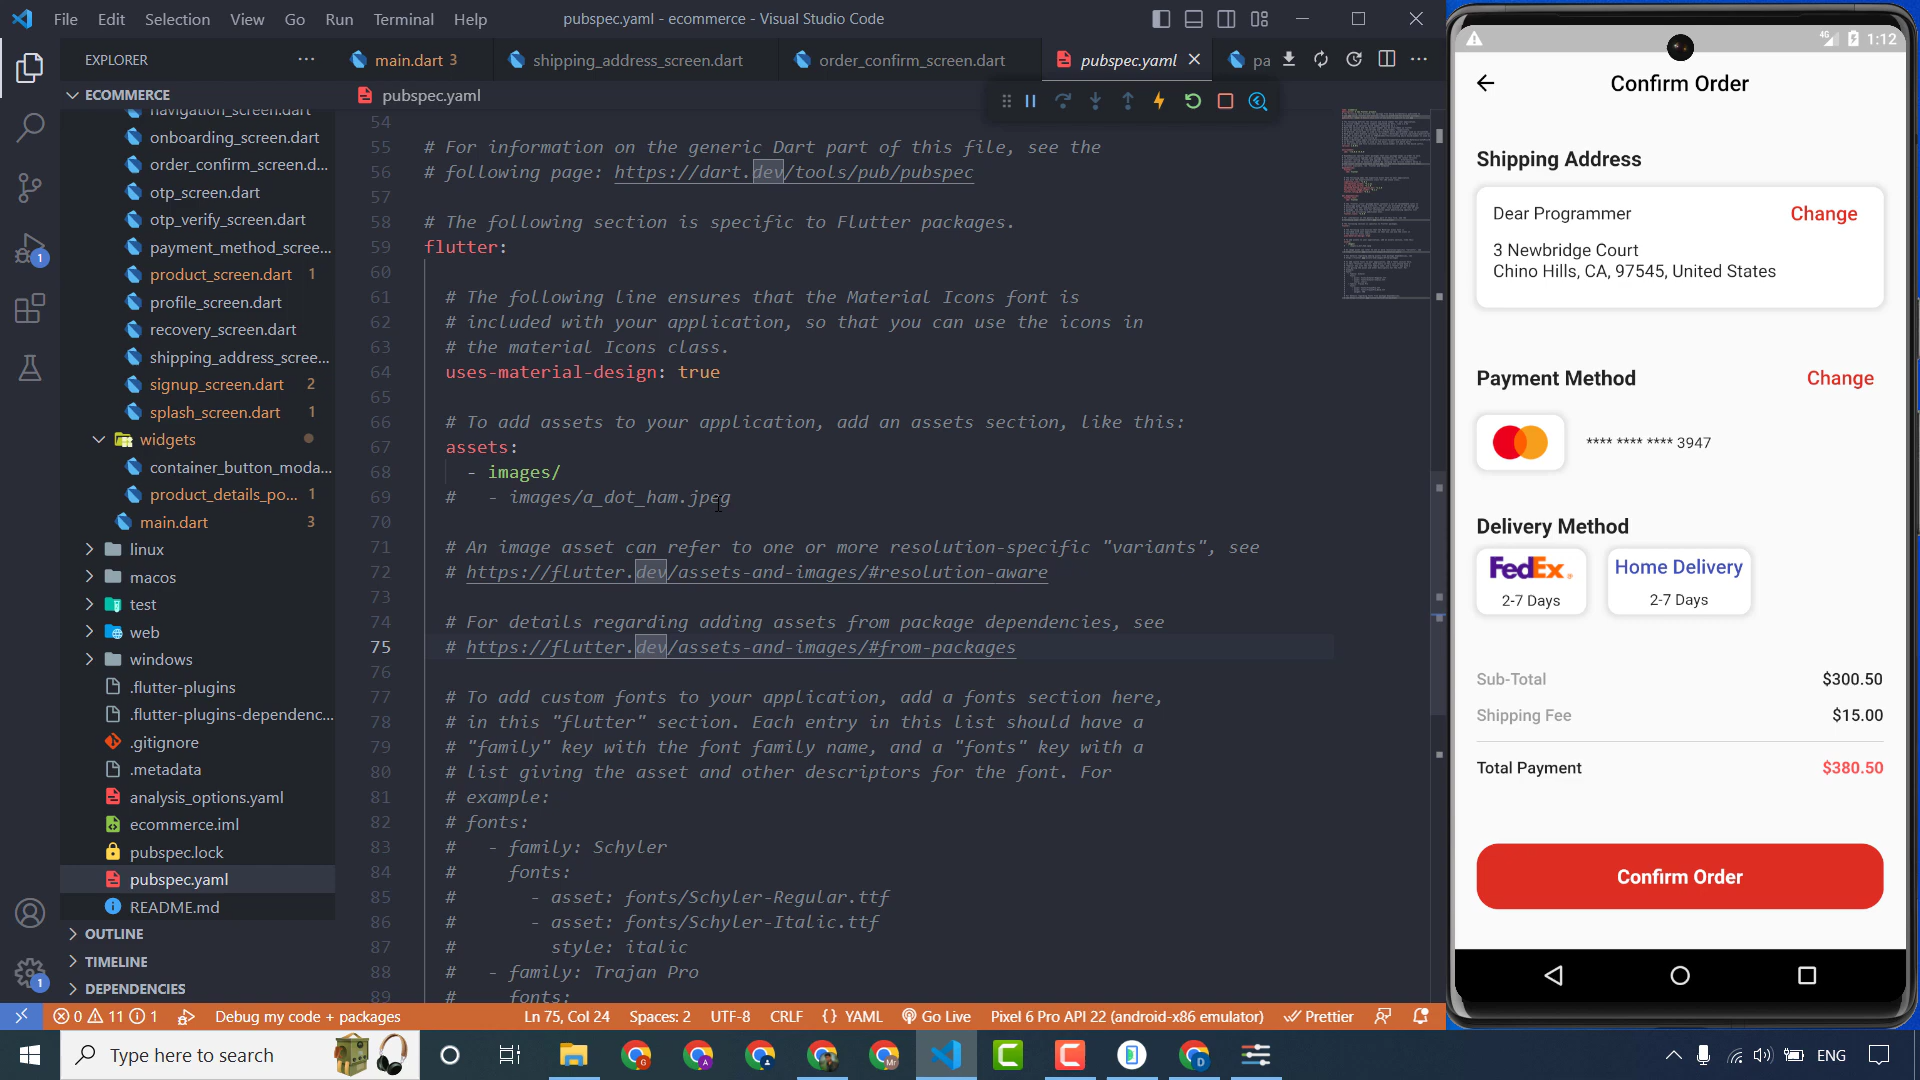 File Edit Selection View Go Run Terminal Help
pubspec.yaml - ecommerce - Visual Studio Code
EXPLORER
main.dart 3
shipping_address_screen.dart
order_confirm_screen.dart
pubspec.yaml
pa
ECOMMERCE
pubspec.yaml
navigation_screen.dart
onboarding_screen.dart
order_confirm_screen.d...
otp_screen.dart
otp_verify_screen.dart
payment_method_scree...
product_screen.dart 1
profile_screen.dart
recovery_screen.dart
shipping_address_scree...
signup_screen.dart 2
splash_screen.dart 1
widgets
container_button_moda...
product_details_po... 1
main.dart 3
linux
macos
test
web
windows
.flutter-plugins
.flutter-plugins-dependenc...
.gitignore
.metadata
analysis_options.yaml
ecommerce.iml
pubspec.lock
pubspec.yaml
README.md
OUTLINE
TIMELINE
DEPENDENCIES
1
1
54
55 # For information on the generic Dart part of this file, see the
56 # following page: https://dart.dev/tools/pub/pubspec
57
58 # The following section is specific to Flutter packages.
59 flutter:
60
61 # The following line ensures that the Material Icons font is
62 # included with your application, so that you can use the icons in
63 # the material Icons class.
64 uses-material-design: true
65
66 # To add assets to your application, add an assets section, like this:
67 assets:
68 - images/
69 # - images/a_dot_ham.jpeg
70
71 # An image asset can refer to one or more resolution-specific "variants", see
72 # https://flutter.dev/assets-and-images/#resolution-aware
73
74 # For details regarding adding assets from package dependencies, see
75 # https://flutter.dev/assets-and-images/#from-packages
76
77 # To add custom fonts to your application, add a fonts section here,
78 # in this "flutter" section. Each entry in this list should have a
79 # "family" key with the font family name, and a "fonts" key with a
80 # list giving the asset and other descriptors for the font. For
81 # example:
82 # fonts:
83 # - family: Schyler
84 # fonts:
85 # - asset: fonts/Schyler-Regular.ttf
86 # - asset: fonts/Schyler-Italic.ttf
87 # style: italic
88 # - family: Trajan Pro
89 # fonts:
0 11 1
Debug my code + packages
Ln 75, Col 24 Spaces: 2 UTF-8 CRLF {} YAML Go Live Pixel 6 Pro API 22 (android-x86 emulator) Prettier
Type here to search
ENG
4G 1:12
Confirm Order
Shipping Address
Dear Programmer Change
3 Newbridge Court
Chino Hills, CA, 97545, United States
Payment Method Change
**** **** **** 3947
Delivery Method
FedEx Home Delivery
2-7 Days 2-7 Days
Sub-Total $300.50
Shipping Fee $15.00
Total Payment $380.50
Confirm Order